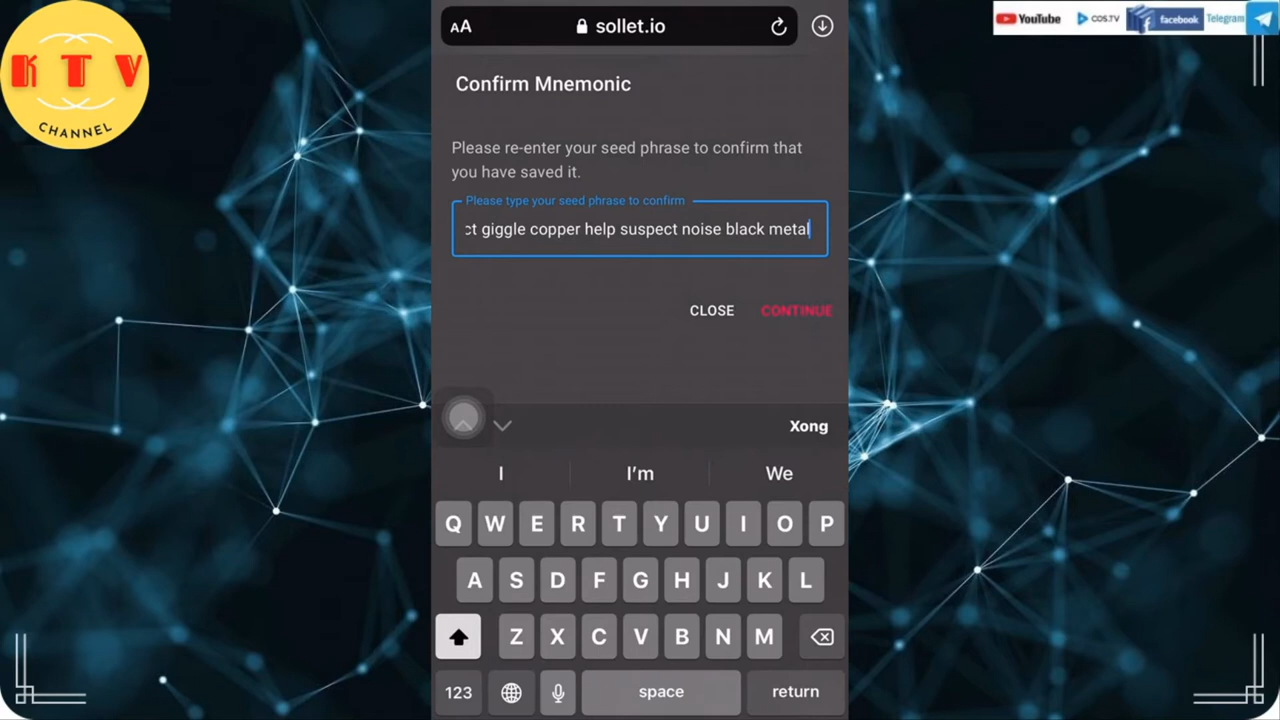 K T V
CHANNEL
YouTube COS.TV facebook Telegram
AA sollet.io
Confirm Mnemonic
Please re-enter your seed phrase to confirm that
you have saved it.
Please type your seed phrase to confirm
ct giggle copper help suspect noise black metal
CLOSE CONTINUE
Xong
I I'm We
Q W E R T Y U I O P
A S D F G H J K L
Z X C V B N M
123 space return